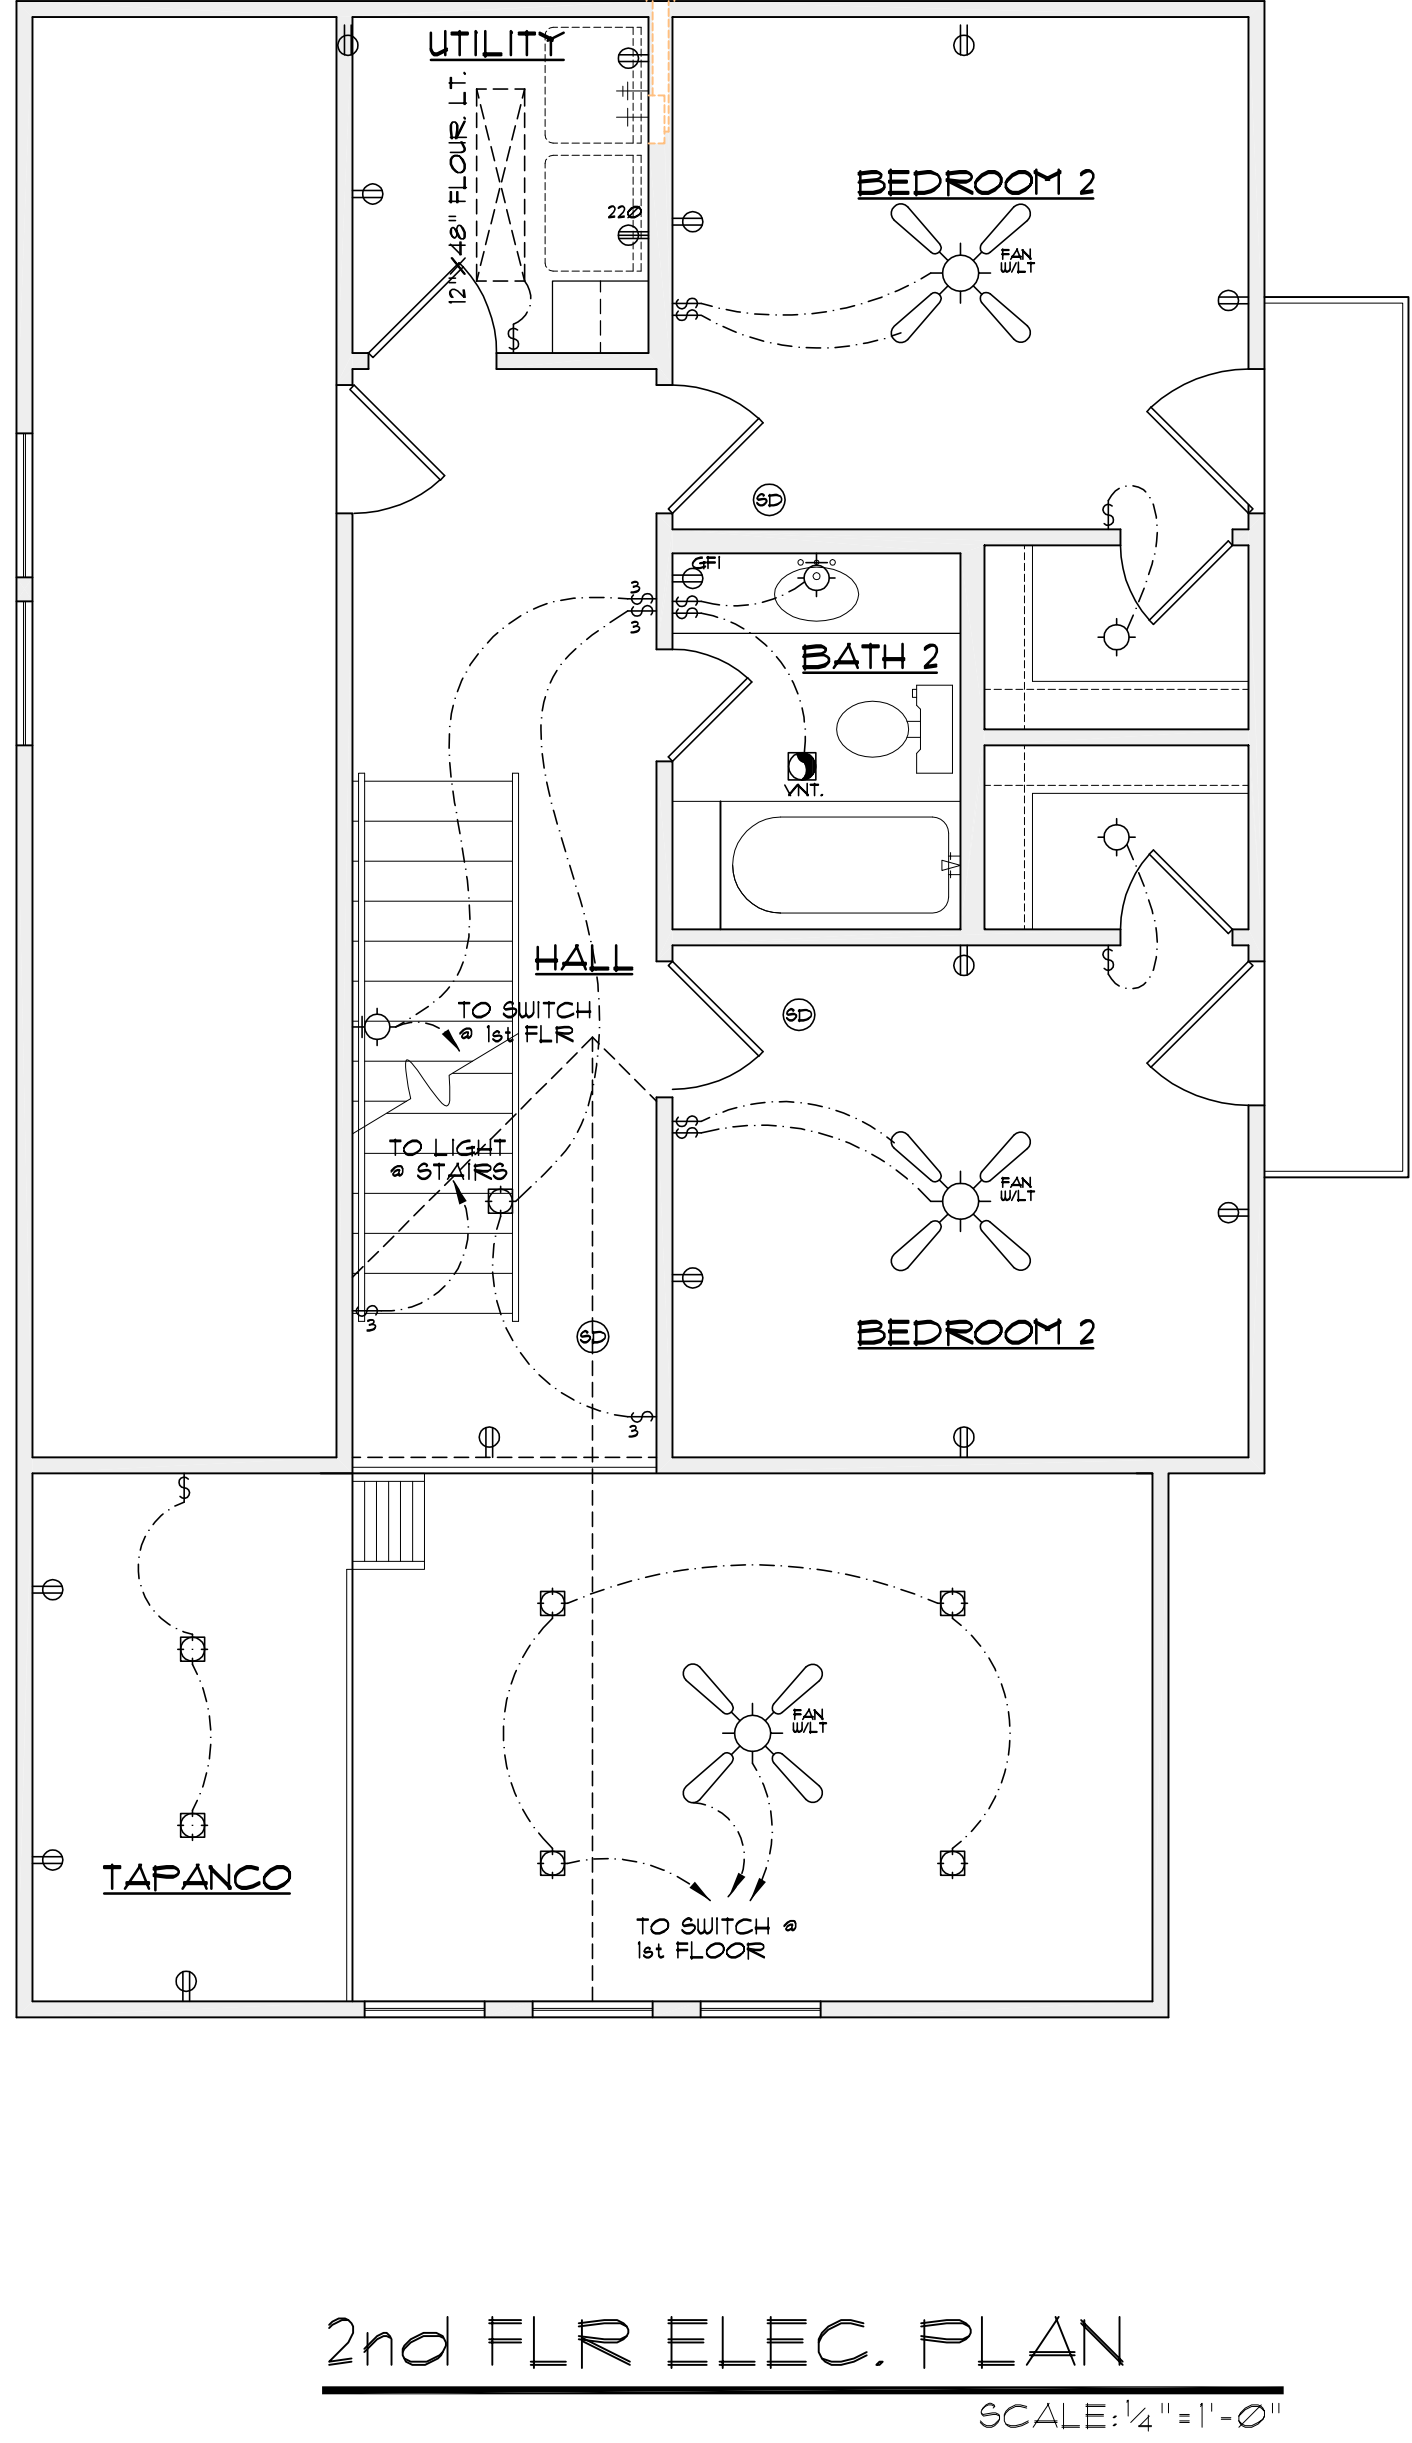 UTILITY
12"X48" FLOUR. LT.
220
BEDROOM 2
FAN
W/LT
SD
GFI
3
3
BATH 2
VNT.
HALL
TO SWITCH
@ 1st FLR
SD
TO LIGHT
@ STAIRS
FAN
W/LT
3
SD
BEDROOM 2
3
FAN
W/LT
TAPANCO
TO SWITCH @
1st FLOOR
2nd FLR ELEC. PLAN
SCALE: 1/4"=1'-0"